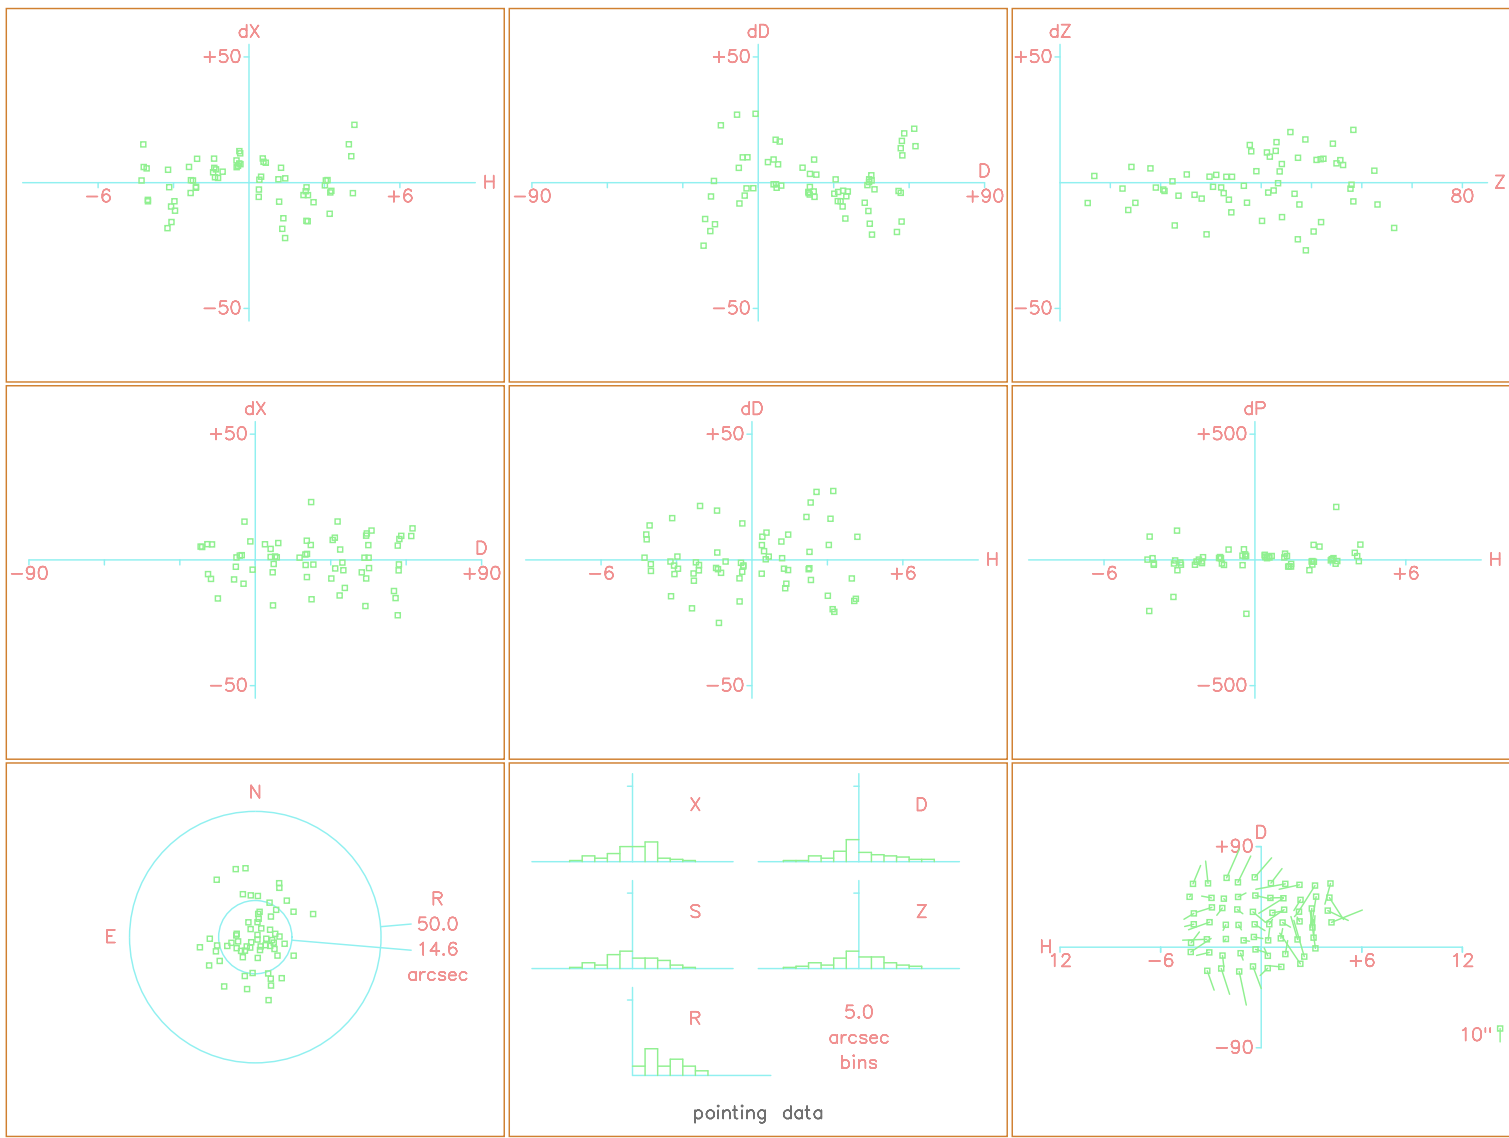 dX
+50
-6
H
+6
-50
dD
+50
D
-90
+90
-50
dZ
+50
Z
80
-50
dX
+50
D
-90
+90
-50
dD
+50
H
-6
+6
-50
dP
+500
H
-6
+6
-500
N
E
R
50.0
14.6
arcsec
X
D
S
Z
R
5.0
arcsec
bins
pointing data
D
+90
H
12
-6
+6
12
-90
10"